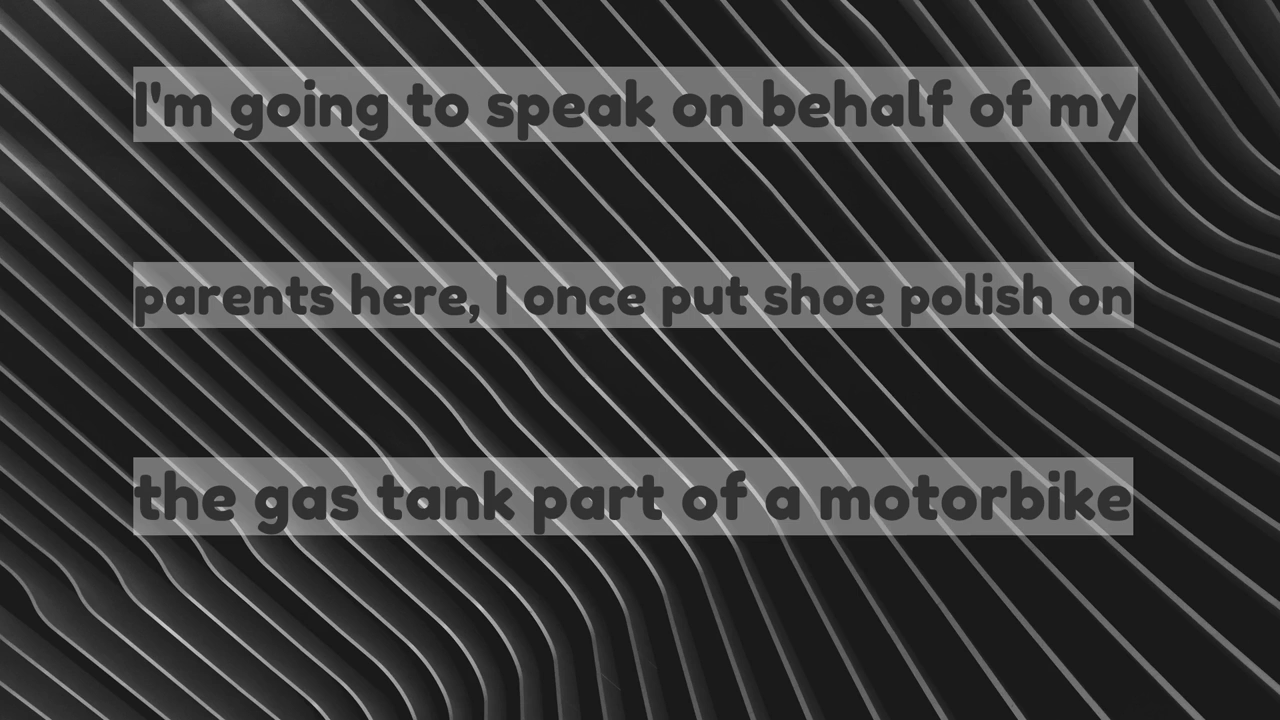 I'm going to speak on behalf of my
parents here, I once put shoe polish on
the gas tank part of a motorbike